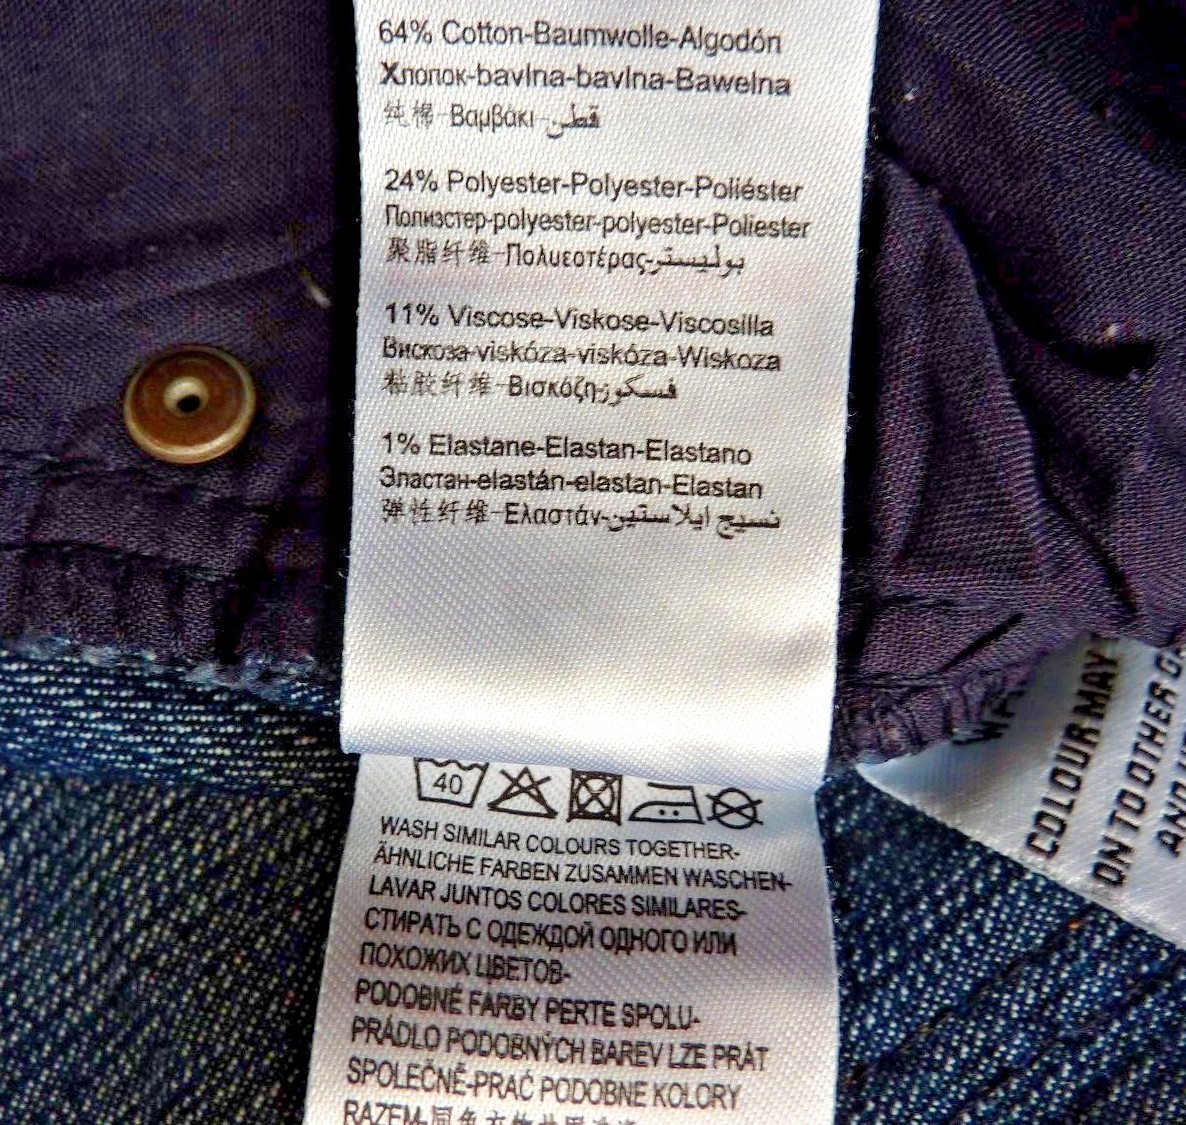 64% Cotton-Baumwolle-Algodón
Хлопок-bavlna-bavlna-Bawelna
纯棉-Βαμβάκι-قطن
24% Polyester-Polyester-Poliéster
Полиэстер-polyester-polyester-Poliester
聚脂纤维-Πολυεστέρας-بوليستر
11% Viscose-Viskose-Viscosilla
Вискоза-viskóza-viskóza-Wiskoza
粘胶纤维-Βισκόζη-فسكوز
1% Elastane-Elastan-Elastano
Эластан-elastán-elastan-Elastan
弹性纤维-Ελαστάν-نسيج ايلاستين
40
WASH SIMILAR COLOURS TOGETHER-
ÄHNLICHE FARBEN ZUSAMMEN WASCHEN-
LAVAR JUNTOS COLORES SIMILARES-
СТИРАТЬ С ОДЕЖДОЙ ОДНОГО ИЛИ
ПОХОЖИХ ЦВЕТОВ-
PODOBNÉ FARBY PERTE SPOLU-
PRÁDLO PODOBNÝCH BAREV LZE PRÁT
SPOLEČNĚ-PRAĆ PODOBNE KOLORY
RAZEM-
COLOUR MAY
ON TO OTHER